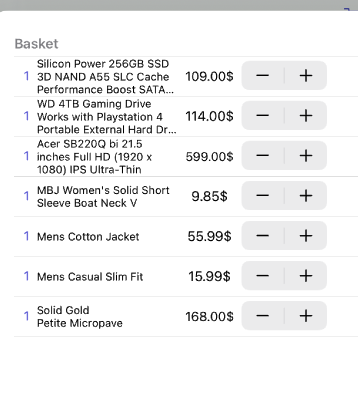 Basket
1 Silicon Power 256GB SSD
3D NAND A55 SLC Cache
Performance Boost SATA... 109.00$ − +
1 WD 4TB Gaming Drive
Works with Playstation 4
Portable External Hard Dr... 114.00$ − +
1 Acer SB220Q bi 21.5
inches Full HD (1920 x
1080) IPS Ultra-Thin 599.00$ − +
1 MBJ Women's Solid Short
Sleeve Boat Neck V 9.85$ − +
1 Mens Cotton Jacket 55.99$ − +
1 Mens Casual Slim Fit 15.99$ − +
1 Solid Gold
Petite Micropave 168.00$ − +